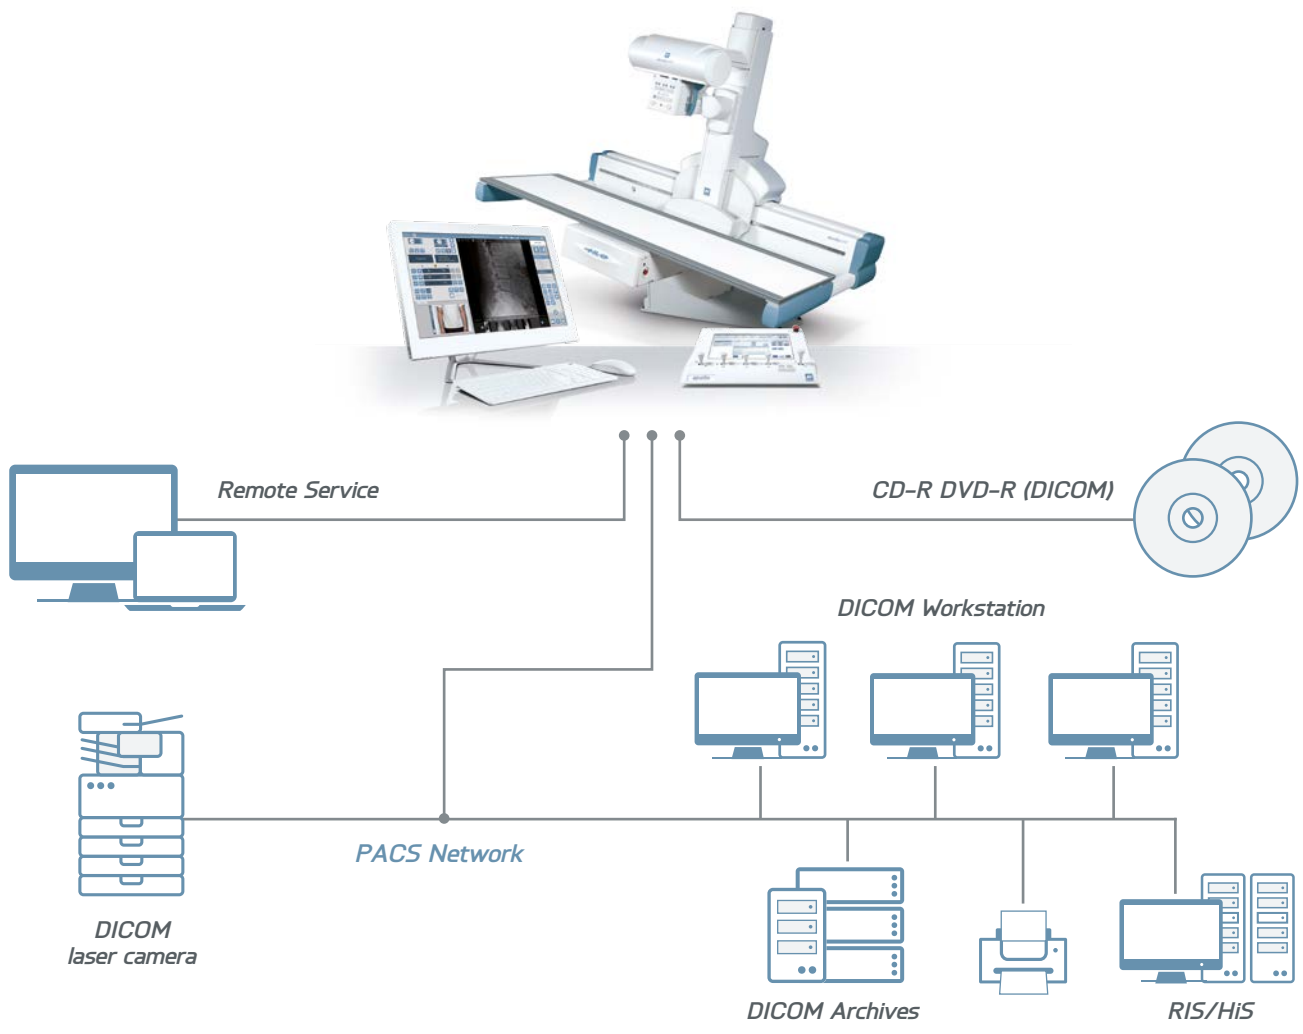 Remote Service
CD-R DVD-R (DICOM)
DICOM Workstation
PACS Network
DICOM
laser camera
DICOM Archives
RIS/HiS